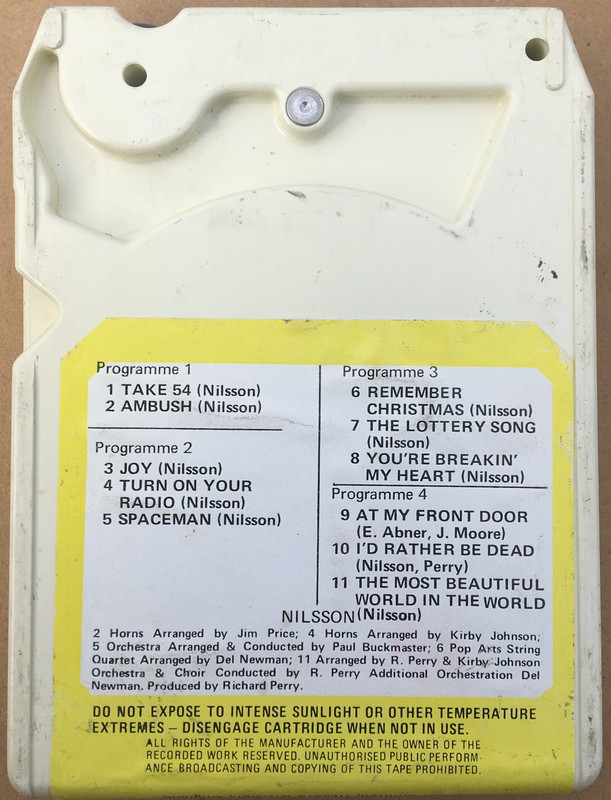 Programme 1
1 TAKE 54 (Nilsson)
2 AMBUSH (Nilsson)
Programme 2
3 JOY (Nilsson)
4 TURN ON YOUR
RADIO (Nilsson)
5 SPACEMAN (Nilsson)
Programme 3
6 REMEMBER
CHRISTMAS (Nilsson)
7 THE LOTTERY SONG
(Nilsson)
8 YOU'RE BREAKIN'
MY HEART (Nilsson)
Programme 4
9 AT MY FRONT DOOR
(E. Abner, J. Moore)
10 I'D RATHER BE DEAD
(Nilsson, Perry)
11 THE MOST BEAUTIFUL
WORLD IN THE WORLD
(Nilsson)
NILSSON
2 Horns Arranged by Jim Price; 4 Horns Arranged by Kirby Johnson;
5 Orchestra Arranged & Conducted by Paul Buckmaster; 6 Pop Arts String
Quartet Arranged by Del Newman; 11 Arranged by R. Perry & Kirby Johnson
Orchestra & Choir Conducted by R. Perry Additional Orchestration Del
Newman. Produced by Richard Perry.
DO NOT EXPOSE TO INTENSE SUNLIGHT OR OTHER TEMPERATURE
EXTREMES – DISENGAGE CARTRIDGE WHEN NOT IN USE.
ALL RIGHTS OF THE MANUFACTURER AND THE OWNER OF THE
RECORDED WORK RESERVED. UNAUTHORISED PUBLIC PERFORM-
ANCE BROADCASTING AND COPYING OF THIS TAPE PROHIBITED.